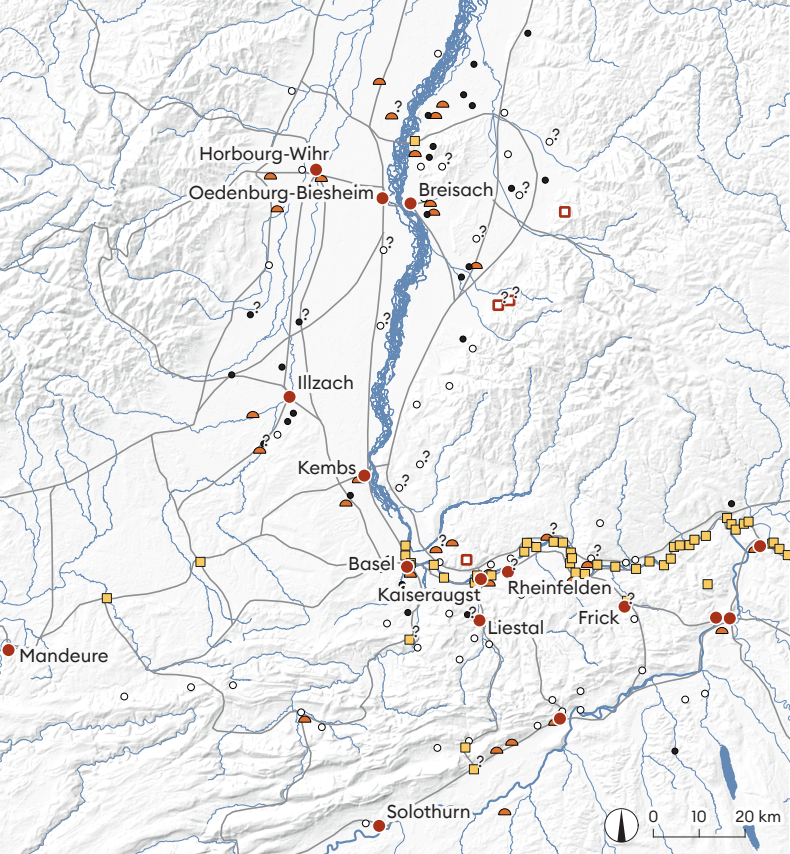 ?
?
?
Horbourg-Wihr
?
Oedenburg-Biesheim
Breisach
?
?
?
? ?
?
?
?
Illzach
?
?
Kembs
?
?
?
?
Basel
?
Kaiseraugst
Rheinfelden
?
?
?
Frick
?
Liestal
Mandeure
?
Solothurn
0 10 20 km